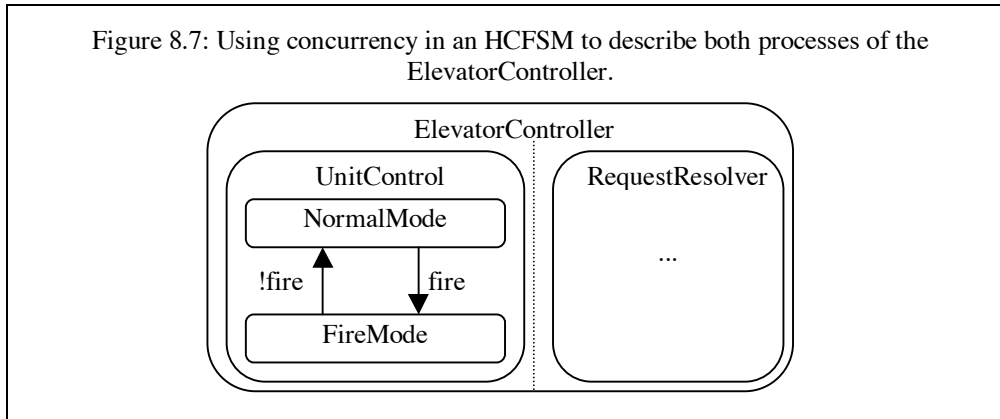 Figure 8.7: Using concurrency in an HCFSM to describe both processes of the
ElevatorController.
ElevatorController
UnitControl
NormalMode
!fire
fire
FireMode
RequestResolver
...